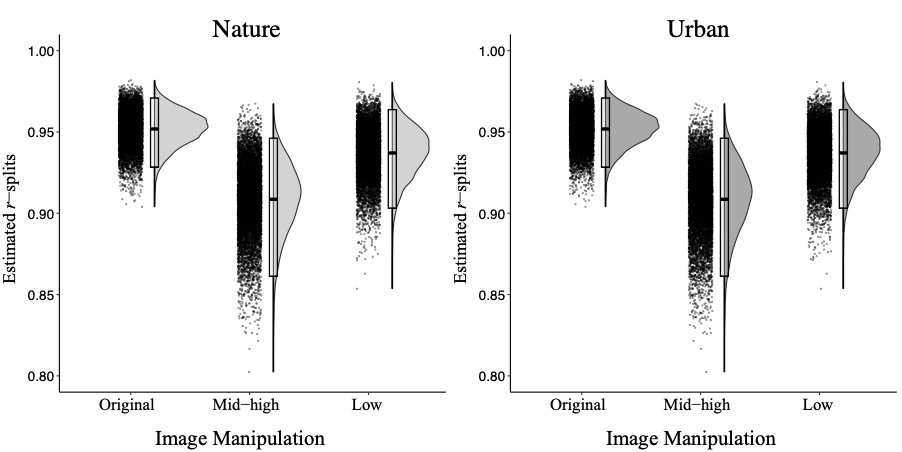 Nature
Estimated r−splits
1.00
0.95
0.90
0.85
0.80
Original Mid−high Low
Image Manipulation
Urban
Estimated r−splits
1.00
0.95
0.90
0.85
0.80
Original Mid−high Low
Image Manipulation